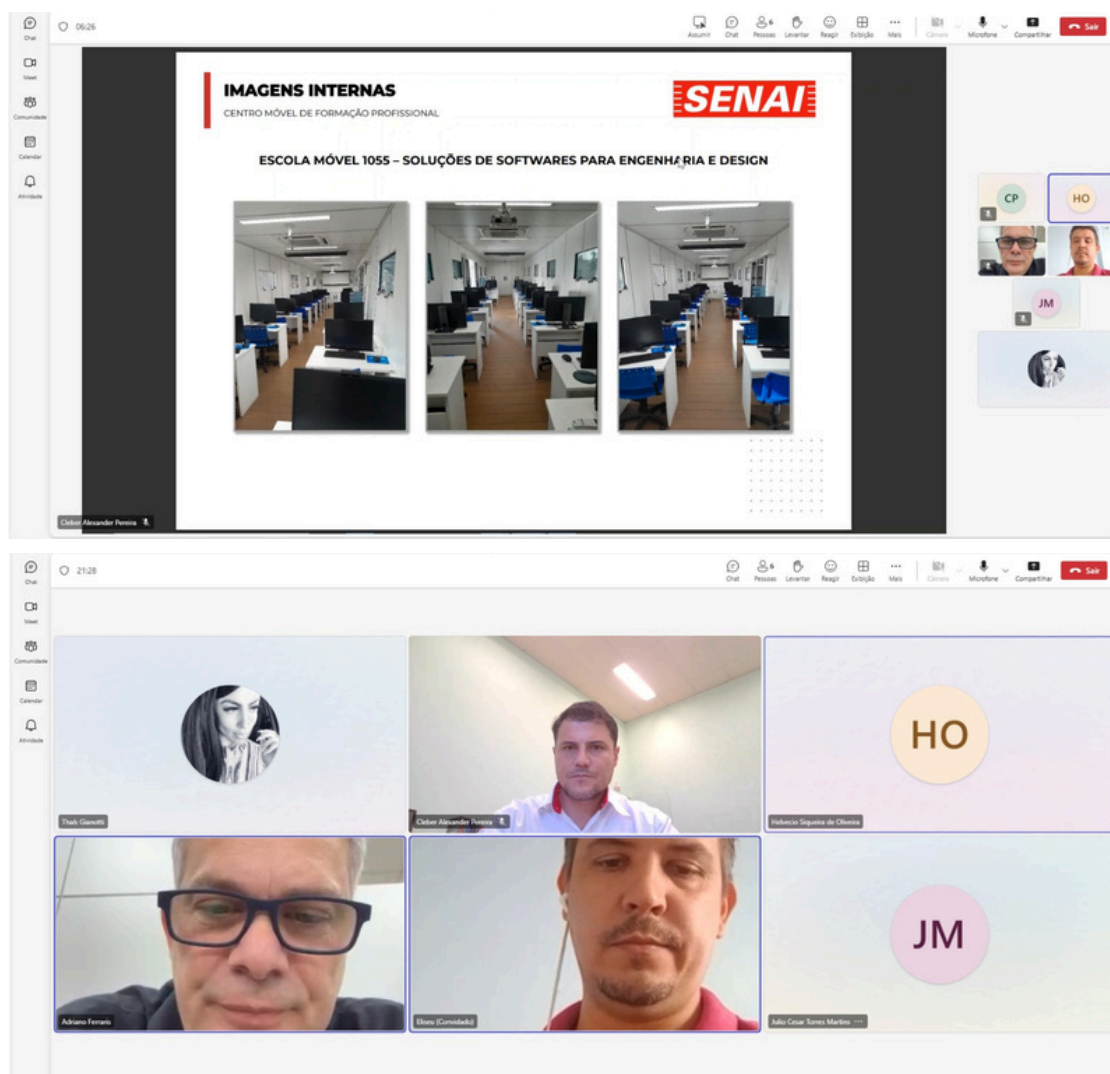 Chat
06:26
Assumir
Chat
Pessoas
6
Levantar
Reagir
Exibição
Mais
Câmera
Microfone
Compartilhar
Sair
Meet
Comunidade
Calendar
Atividade
IMAGENS INTERNAS
CENTRO MÓVEL DE FORMAÇÃO PROFISSIONAL
SENAI
ESCOLA MÓVEL 1055 – SOLUÇÕES DE SOFTWARES PARA ENGENHARIA E DESIGN
CP
HO
JM
Cleber Alexander Pereira
Chat
21:28
Chat
Pessoas
6
Levantar
Reagir
Exibição
Mais
Câmera
Microfone
Compartilhar
Sair
Meet
Comunidade
Calendar
Atividade
HO
Thaís Gianotti
Cleber Alexander Pereira
Helvecio Siqueira de Oliveira
JM
Adriano Ferraris
Eliseu (Convidado)
Julio Cesar Torres Martins ...